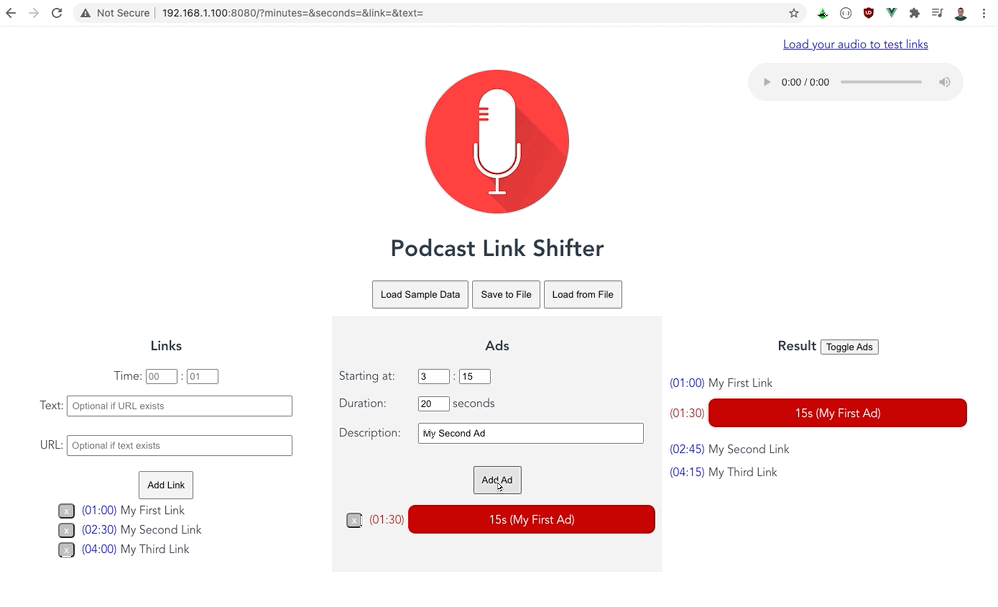 Not Secure | 192.168.1.100:8080/?minutes=&seconds=&link=&text=
Load your audio to test links
0:00 / 0:00
Podcast Link Shifter
Load Sample Data Save to File Load from File
Links
Time: 00 : 01
Text: Optional if URL exists
URL: Optional if text exists
Add Link
x (01:00) My First Link
x (02:30) My Second Link
x (04:00) My Third Link
Ads
Starting at: 3 : 15
Duration: 20 seconds
Description: My Second Ad
Add Ad
x (01:30) 15s (My First Ad)
Result Toggle Ads
(01:00) My First Link
(01:30) 15s (My First Ad)
(02:45) My Second Link
(04:15) My Third Link